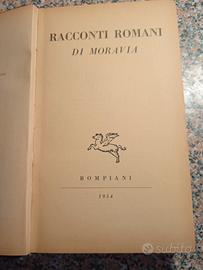 RACCONTI ROMANI
DI MORAVIA
BOMPIANI
1954
subito